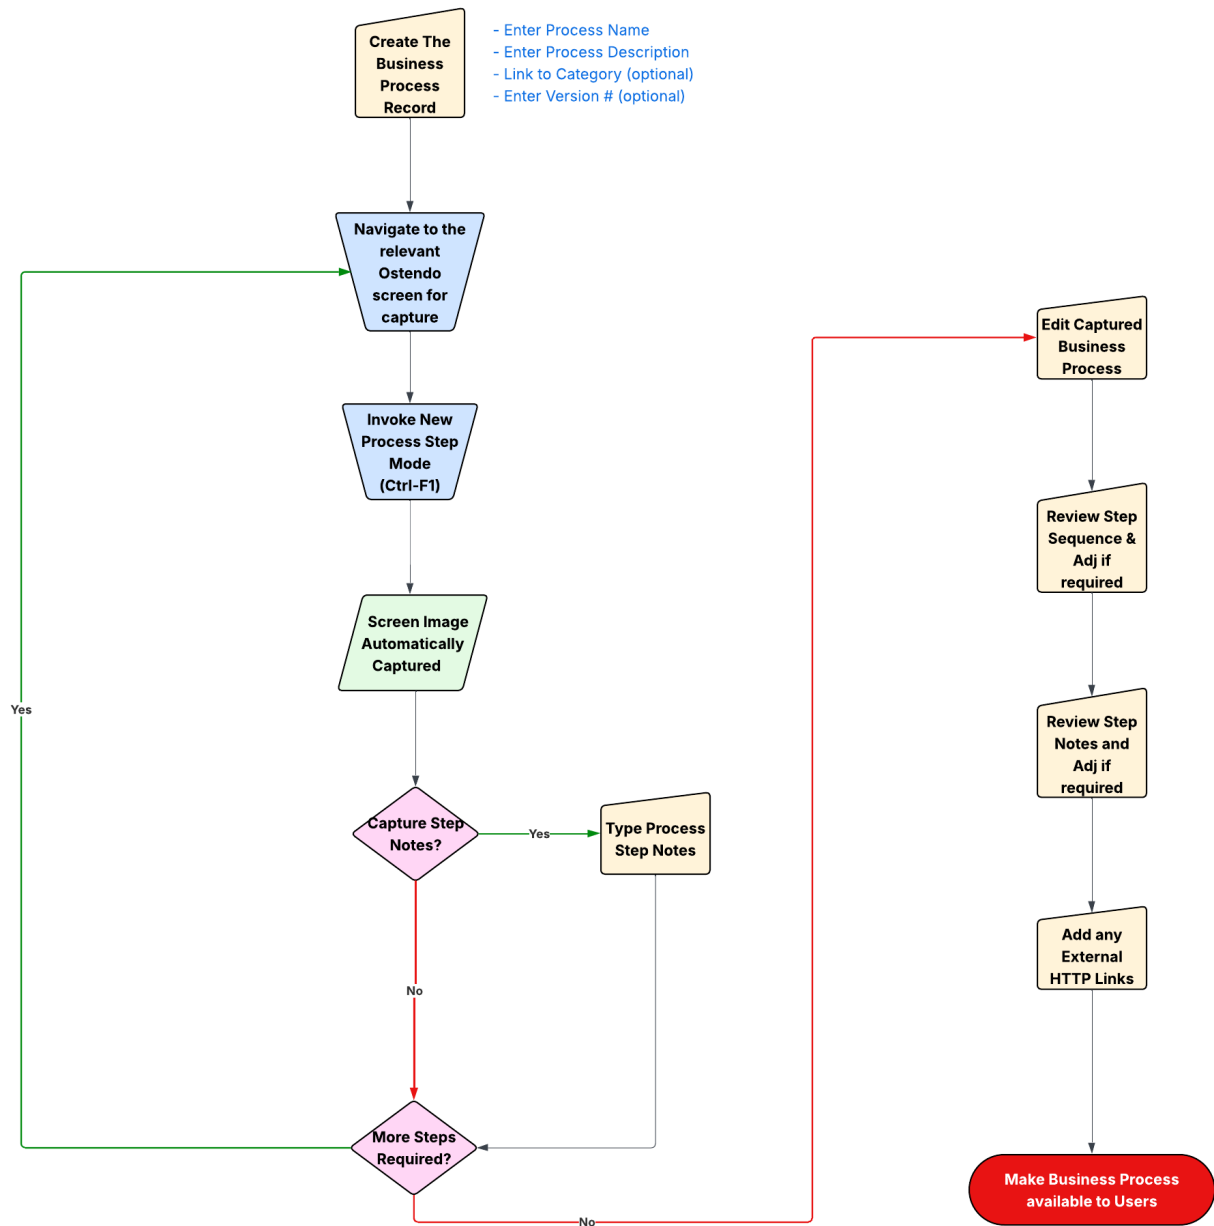 Create The
Business
Process
Record
- Enter Process Name
- Enter Process Description
- Link to Category (optional)
- Enter Version # (optional)
Navigate to the
relevant
Ostendo
screen for
capture
Invoke New
Process Step
Mode
(Ctrl-F1)
Screen Image
Automatically
Captured
Yes
Capture Step
Notes?
Yes
Type Process
Step Notes
No
More Steps
Required?
No
Edit Captured
Business
Process
Review Step
Sequence &
Adj if
required
Review Step
Notes and
Adj if
required
Add any
External
HTTP Links
Make Business Process
available to Users